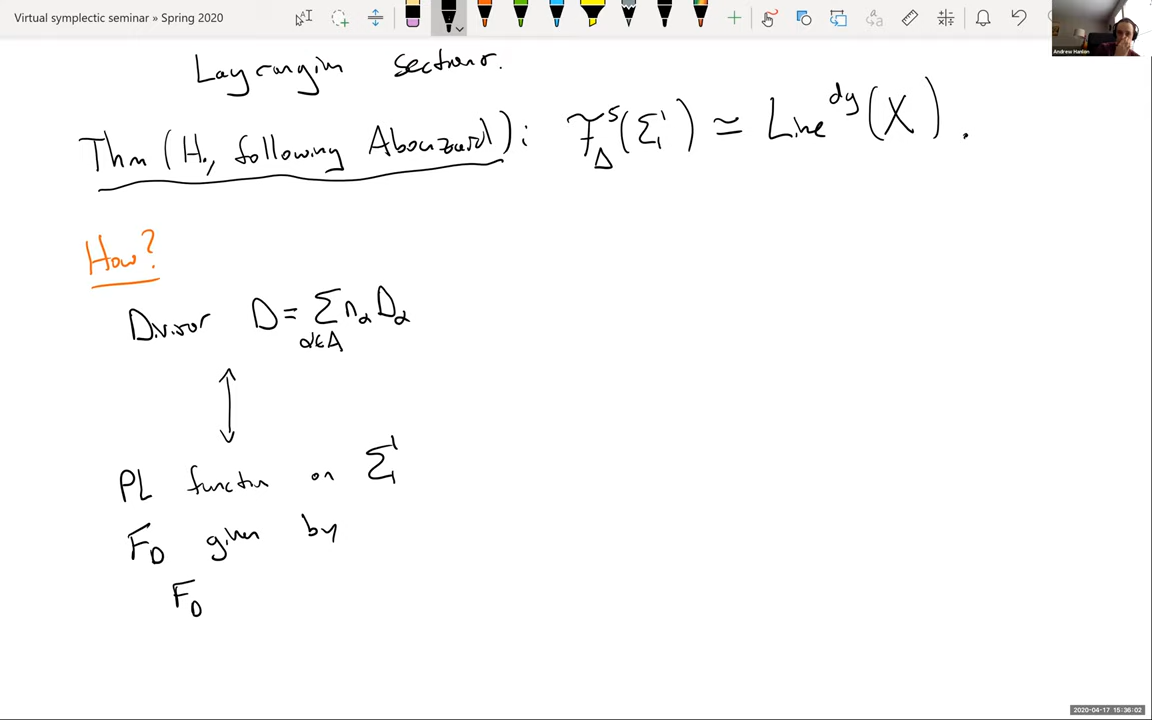 Virtual symplectic seminar » Spring 2020
Andrew Hanlon
Lagrangian sections.
Thm (H., following Abouzaid): F^s_Δ(Σ) ≃ Line^dg(X).
How?
Divisor D = Σ_{α∈A} n_α D_α
PL function on Σ
F_D given by
F_D
2020-04-17 15:36:02